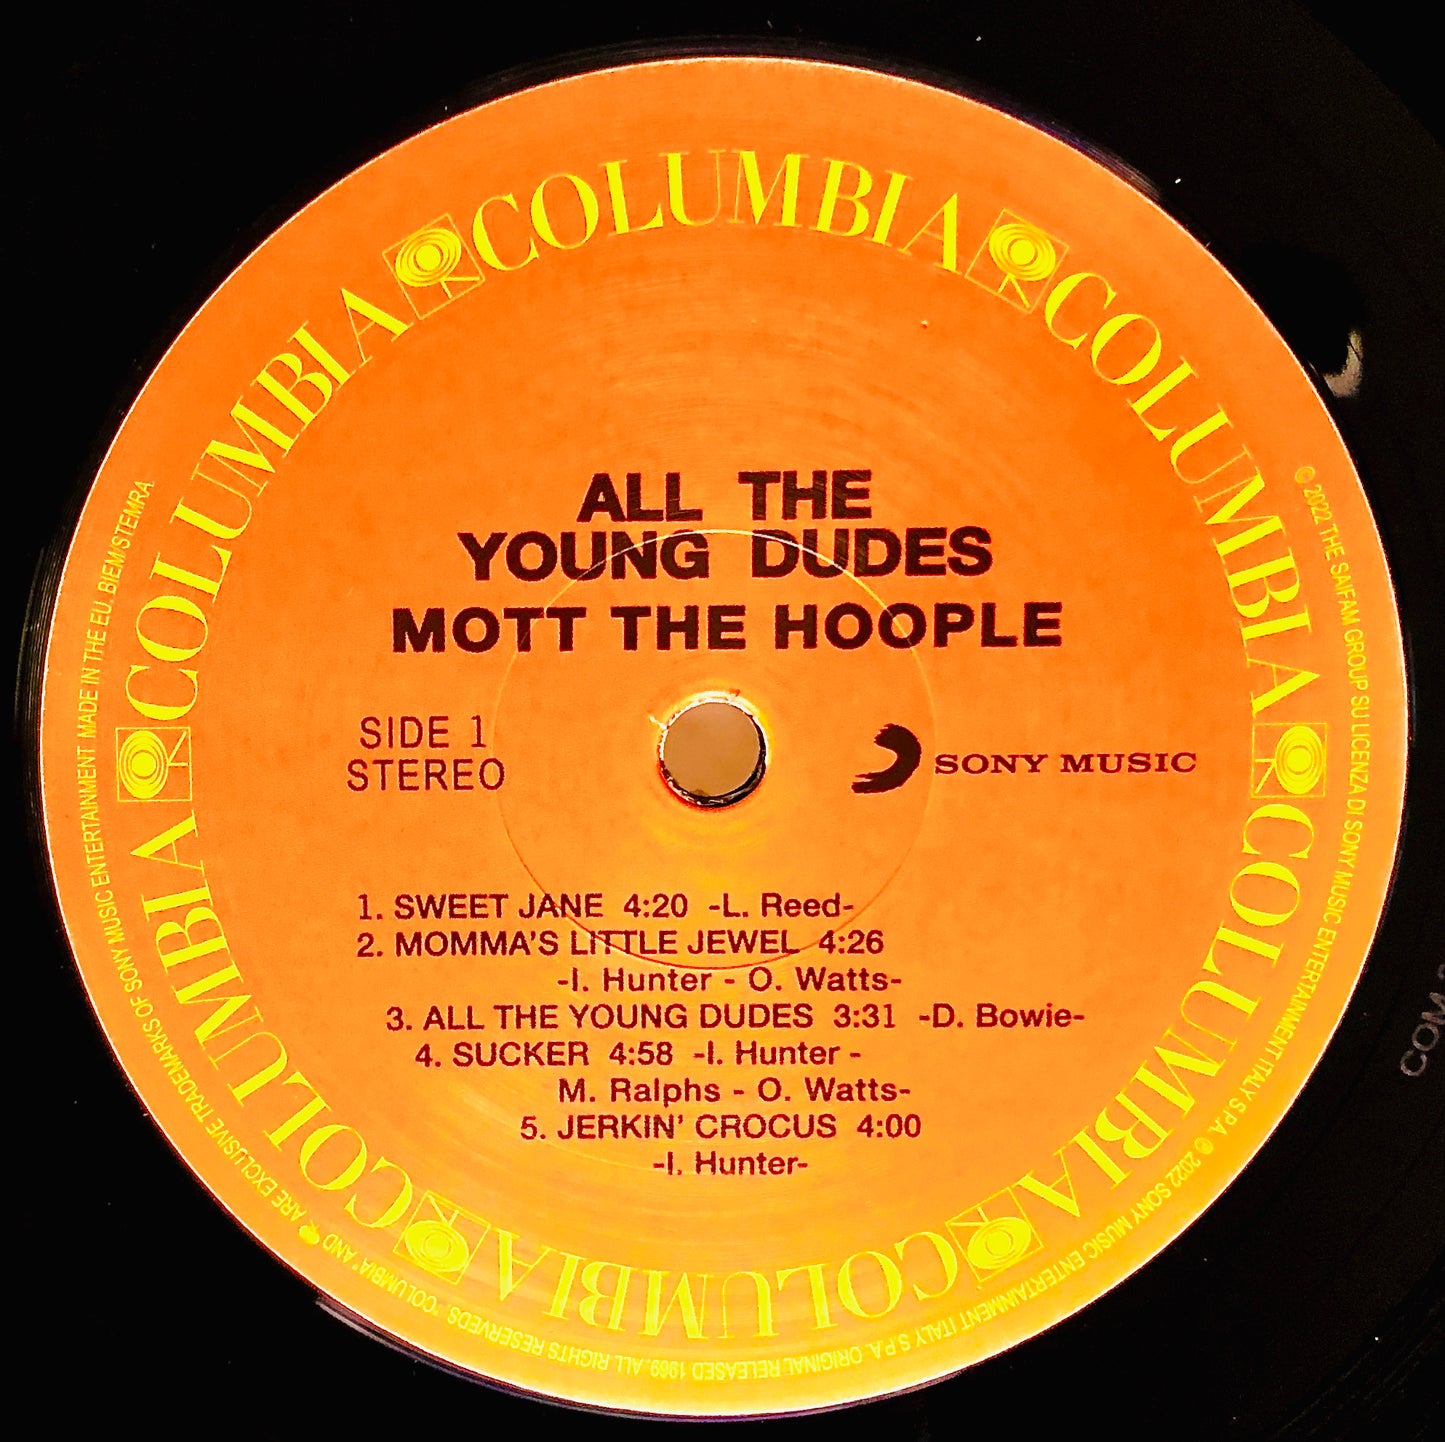 COLUMBIA
COLUMBIA
COLUMBIA
COLUMBIA
COLUMBIA
COLUMBIA
ALL THE
YOUNG DUDES
MOTT THE HOOPLE
SIDE 1
STEREO
SONY MUSIC
1. SWEET JANE 4:20 -L. Reed-
2. MOMMA'S LITTLE JEWEL 4:26
-I. Hunter - O. Watts-
3. ALL THE YOUNG DUDES 3:31 -D. Bowie-
4. SUCKER 4:58 -I. Hunter -
M. Ralphs - O. Watts-
5. JERKIN' CROCUS 4:00
-I. Hunter-
© 2022 THE SAIFAM GROUP SU LICENZA DI SONY MUSIC ENTERTAINMENT ITALY S.P.A. ℗ 2022 SONY MUSIC ENTERTAINMENT ITALY S.P.A. ORIGINAL RELEASED 1969. ALL RIGHTS RESERVEDS. "COLUMBIA" AND ARE EXCLUSIVE TRADEMARKS OF SONY MUSIC ENTERTAINMENT MADE IN THE EU. BIEM/STEMRA.